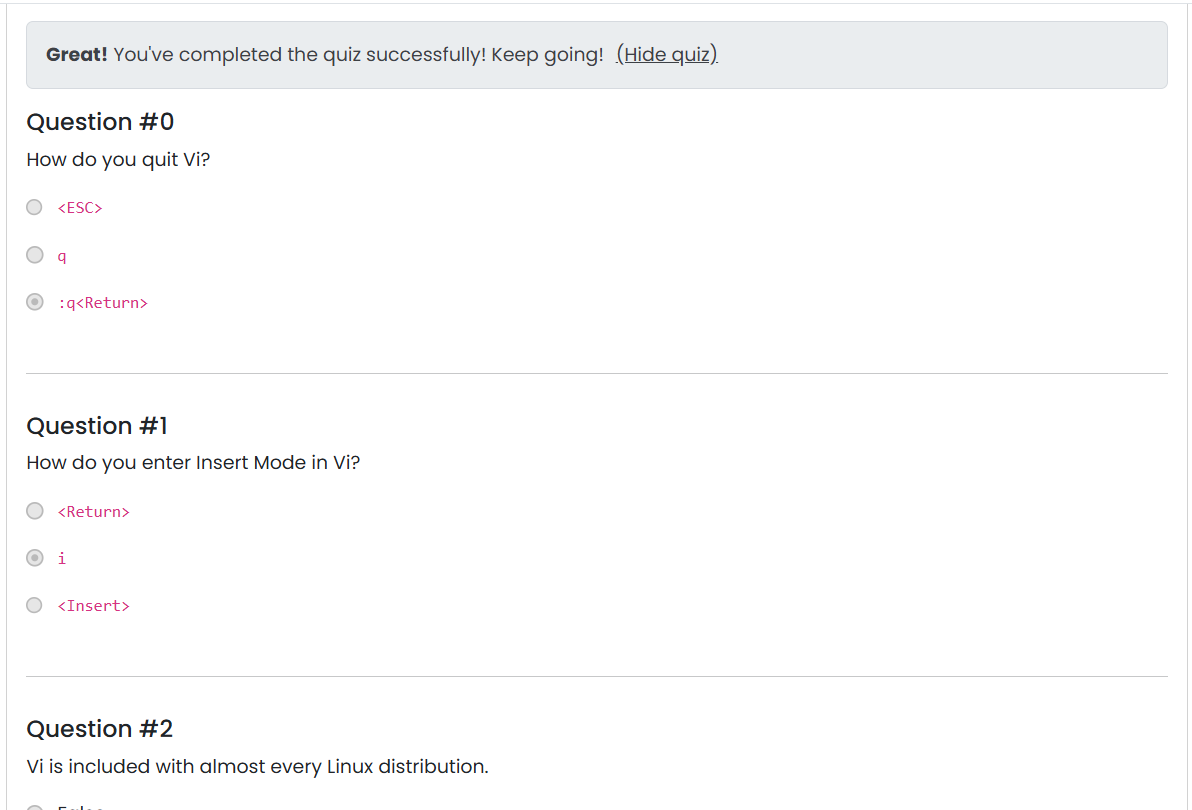 Great! You've completed the quiz successfully! Keep going! (Hide quiz)
Question #0
How do you quit Vi?
<ESC>
q
:q<Return>
Question #1
How do you enter Insert Mode in Vi?
<Return>
i
<Insert>
Question #2
Vi is included with almost every Linux distribution.